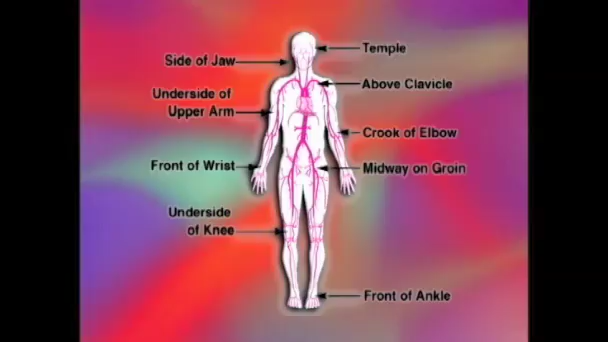 Temple
Side of Jaw
Above Clavicle
Underside of
Upper Arm
Crook of Elbow
Front of Wrist
Midway on Groin
Underside
of Knee
Front of Ankle